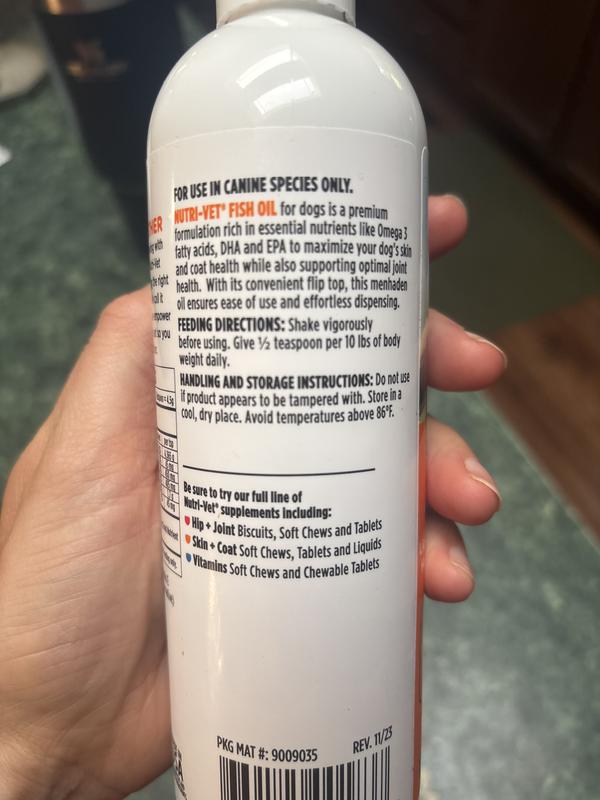 FOR USE IN CANINE SPECIES ONLY.
NUTRI-VET® FISH OIL for dogs is a premium
formulation rich in essential nutrients like Omega 3
fatty acids, DHA and EPA to maximize your dog's skin
and coat health while also supporting optimal joint
health. With its convenient flip top, this menhaden
oil ensures ease of use and effortless dispensing.
FEEDING DIRECTIONS: Shake vigorously
before using. Give ½ teaspoon per 10 lbs of body
weight daily.
HANDLING AND STORAGE INSTRUCTIONS: Do not use
if product appears to be tampered with. Store in a
cool, dry place. Avoid temperatures above 86°F.
Be sure to try our full line of
Nutri-Vet® supplements including:
Hip + Joint Biscuits, Soft Chews and Tablets
Skin + Coat Soft Chews, Tablets and Liquids
Vitamins Soft Chews and Chewable Tablets
PKG MAT #: 9009035 REV. 11/23